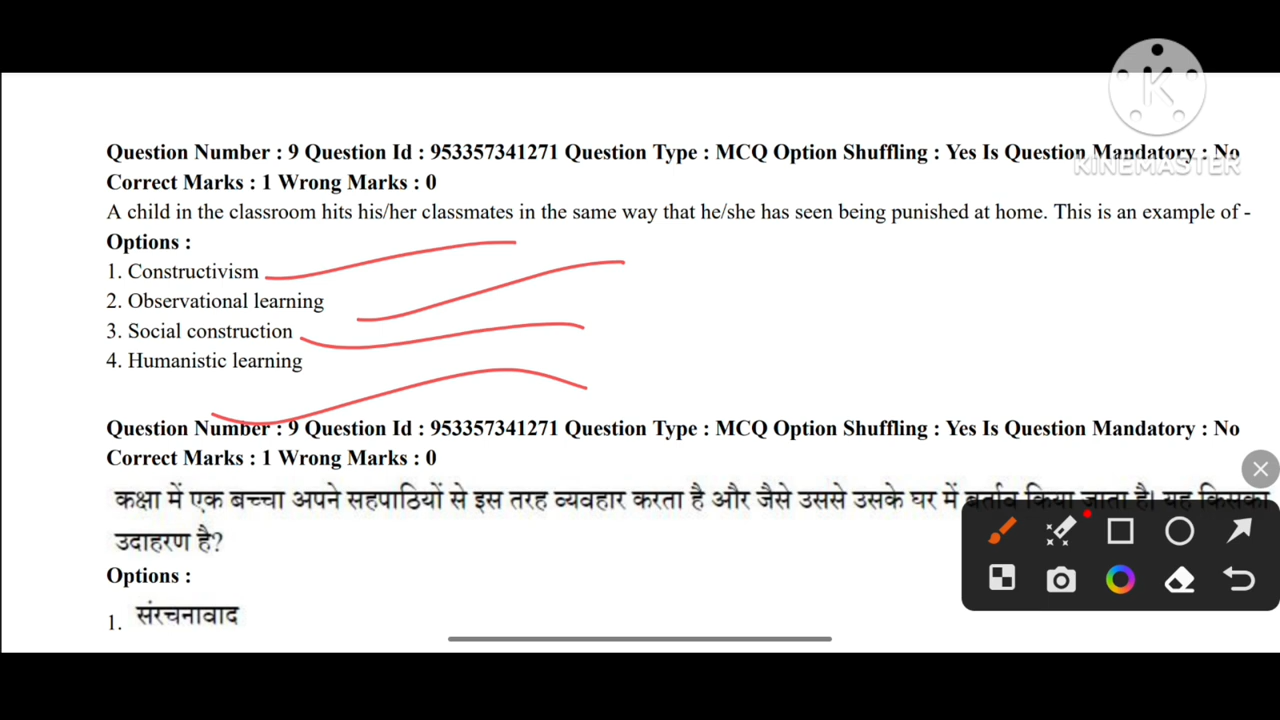 Question Number : 9 Question Id : 953357341271 Question Type : MCQ Option Shuffling : Yes Is Question Mandatory : No
Correct Marks : 1 Wrong Marks : 0
KINEMASTER
A child in the classroom hits his/her classmates in the same way that he/she has seen being punished at home. This is an example of -
Options :
1. Constructivism
2. Observational learning
3. Social construction
4. Humanistic learning
Question Number : 9 Question Id : 953357341271 Question Type : MCQ Option Shuffling : Yes Is Question Mandatory : No
Correct Marks : 1 Wrong Marks : 0
कक्षा में एक बच्चा अपने सहपाठियों से इस तरह व्यवहार करता है और जैसे उससे उसके घर में बर्ताव किया जाता है। यह किसका
उदाहरण है?
Options :
1. संरचनावाद